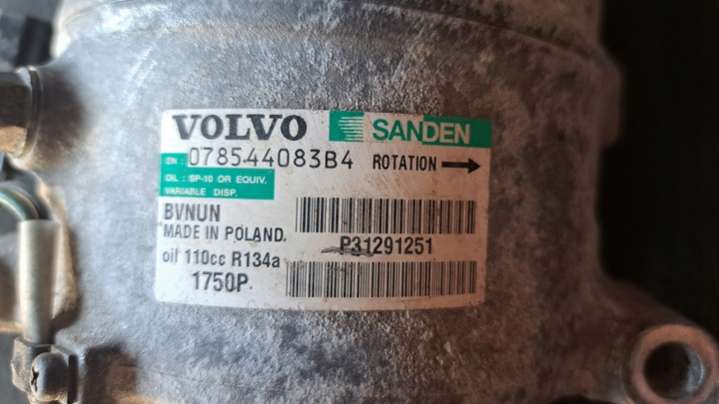 VOLVO SANDEN
EN : 078544083B4 ROTATION →
OIL : SP-10 OR EQUIV.
VARIABLE DISP.
BVNUN
MADE IN POLAND.
P31291251
oil 110cc R134a
1750P